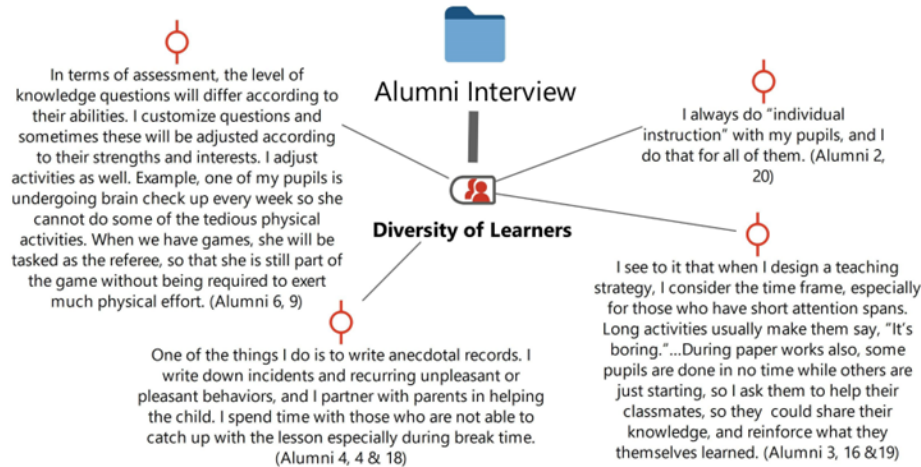 Alumni Interview
Diversity of Learners
In terms of assessment, the level of
knowledge questions will differ according to
their abilities. I customize questions and
sometimes these will be adjusted according
to their strengths and interests. I adjust
activities as well. Example, one of my pupils is
undergoing brain check up every week so she
cannot do some of the tedious physical
activities. When we have games, she will be
tasked as the referee, so that she is still part
of the game without being required to exert
much physical effort. (Alumni 6, 9)
I always do “individual
instruction” with my pupils, and I
do that for all of them. (Alumni 2,
20)
One of the things I do is to write anecdotal records. I
write down incidents and recurring unpleasant or
pleasant behaviors, and I partner with parents in helping
the child. I spend time with those who are not able to
catch up with the lesson especially during break time.
(Alumni 4, 4 & 18)
I see to it that when I design a teaching
strategy, I consider the time frame, especially
for those who have short attention spans.
Long activities usually make them say, “It’s
boring.”...During paper works also, some
pupils are done in no time while others are
just starting, so I ask them to help their
classmates, so they could share their
knowledge, and reinforce what they
themselves learned. (Alumni 3, 16 &19)